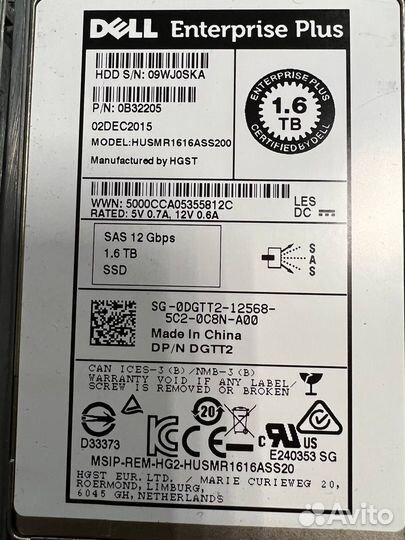 DELL Enterprise Plus
HDD S/N: 09WJ0SKA
P/N: 0B32205
02DEC2015
MODEL:HUSMR1616ASS200
Manufactured by HGST
ENTERPRISE PLUS
1.6
TB
CERTIFIED BY DELL
WWN: 5000CCA05355812C
RATED: 5V 0.7A, 12V 0.6A
LES
DC
SAS 12 Gbps
1.6 TB
SSD
SAS
SG-0DGTT2-12568-
5C2-0C8N-A00
Made in China
DP/N DGTT2
CAN ICES-3(B)/NMB-3(B)
WARRANTY VOID IF ANY LABEL/
SCREW IS REMOVED OR BROKEN
D33373
20
c US
E240353 SG
MSIP-REM-HG2-HUSMR1616ASS20
HGST EUR.LTD. / MARIE CURIEWEG 20,
ROERMOND, LIMBURG,
6045 GH, NETHERLANDS
Avito